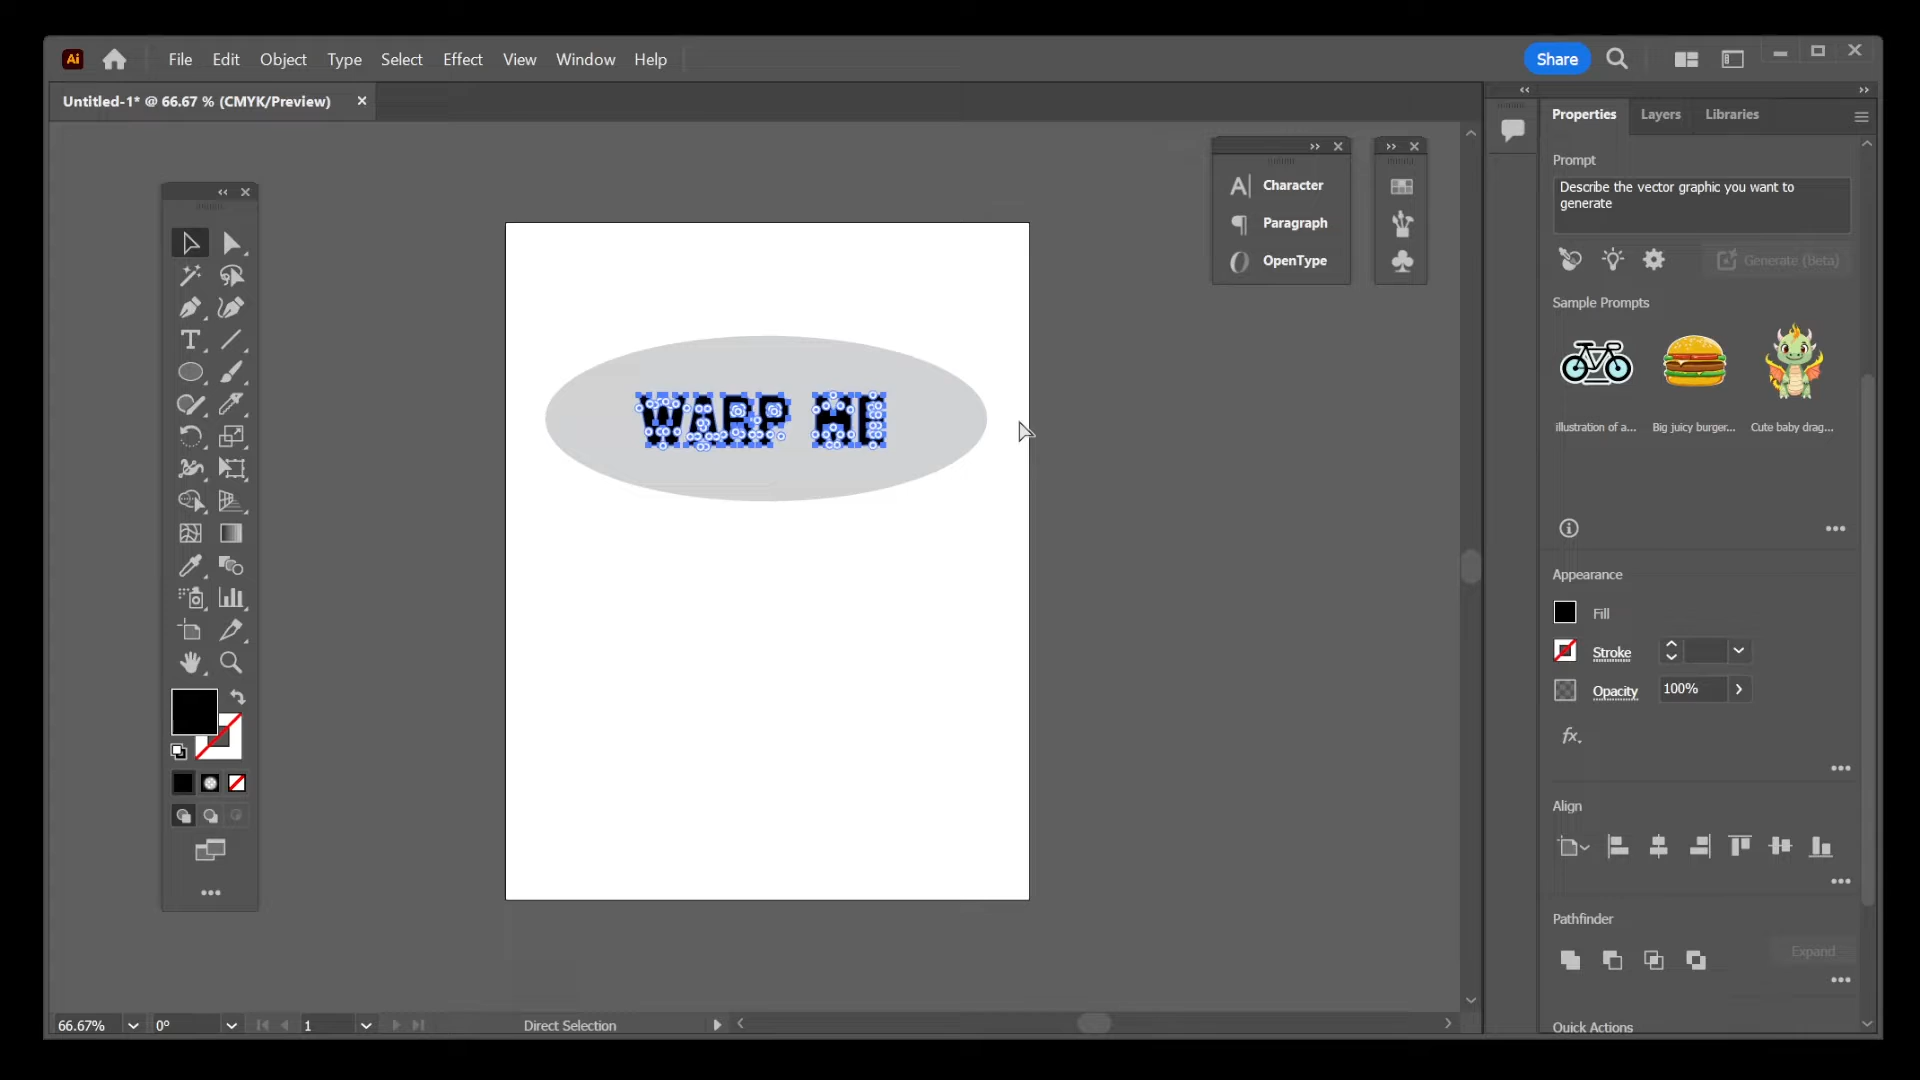 Ai File Edit Object Type Select Effect View Window Help Share
Untitled-1* @ 66.67 % (CMYK/Preview)
Properties Layers Libraries
Prompt
Describe the vector graphic you want to
generate
Generate (Beta)
Sample Prompts
illustration of a... Big juicy burger... Cute baby drag...
Character
Paragraph
OpenType
WARP ME
Appearance
Fill
Stroke
Opacity 100%
fx.
Align
Pathfinder
Expand
Quick Actions
66.67% 0° 1 Direct Selection